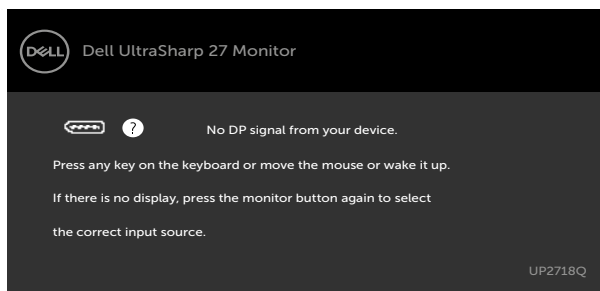 DELL
Dell UltraSharp 27 Monitor
?
No DP signal from your device.
Press any key on the keyboard or move the mouse or wake it up.
If there is no display, press the monitor button again to select
the correct input source.
UP2718Q